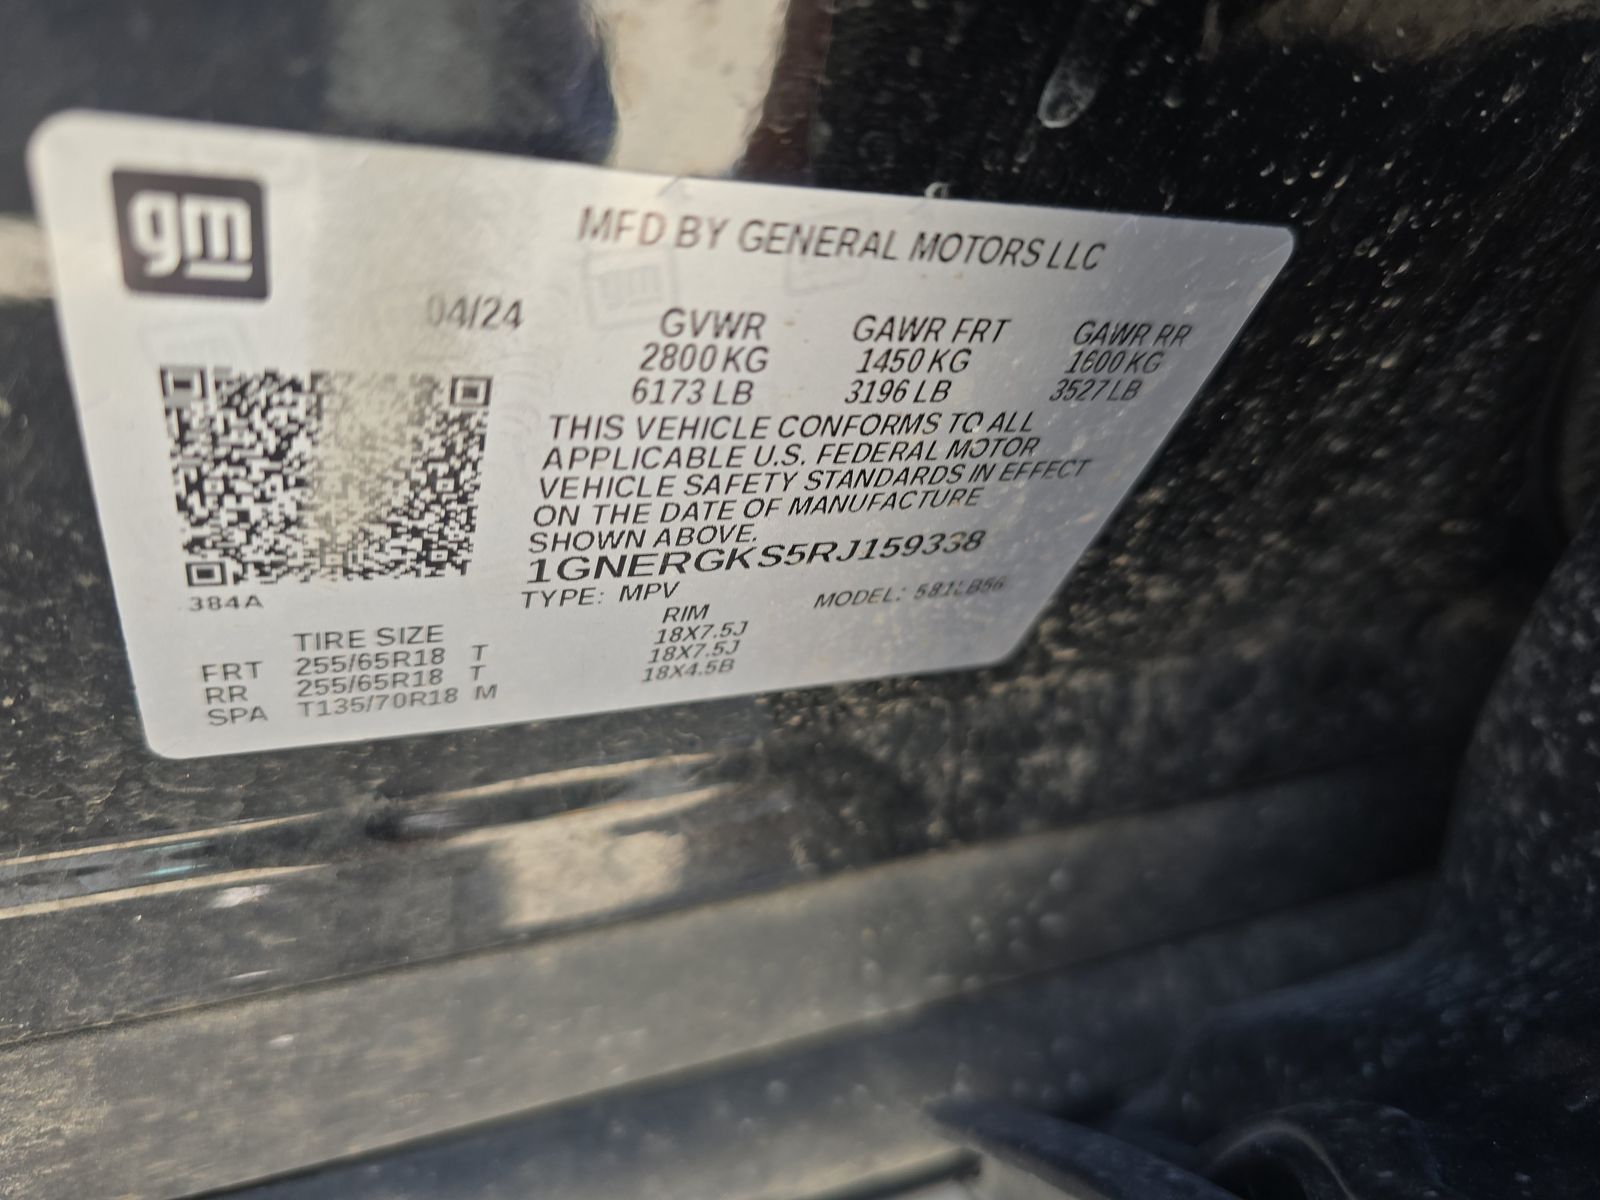 gm
MFD BY GENERAL MOTORS LLC
04/24
GVWR GAWR FRT GAWR RR
2800 KG 1450 KG 1600 KG
6173 LB 3196 LB 3527 LB
THIS VEHICLE CONFORMS TO ALL
APPLICABLE U.S. FEDERAL MOTOR
VEHICLE SAFETY STANDARDS IN EFFECT
ON THE DATE OF MANUFACTURE
SHOWN ABOVE.
1GNERGKS5RJ159338
384A
TYPE: MPV MODEL: 581LB56
TIRE SIZE RIM
FRT 255/65R18 T 18X7.5J
RR 255/65R18 T 18X7.5J
SPA T135/70R18 M 18X4.5B